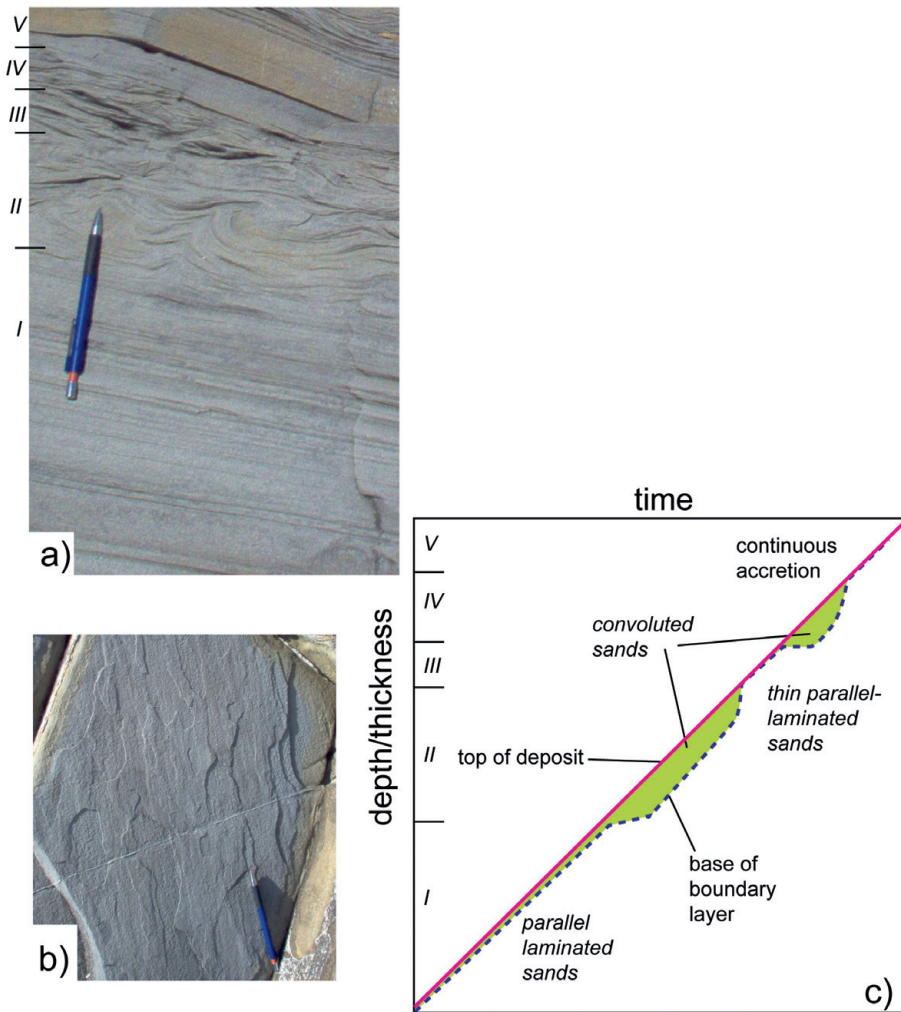 V
IV
III
II
I
a)
b)
time
depth/thickness
V
IV
III
II
I
continuous
accretion
convoluted
sands
thin parallel-
laminated
sands
top of deposit
base of
boundary
layer
parallel
laminated
sands
c)